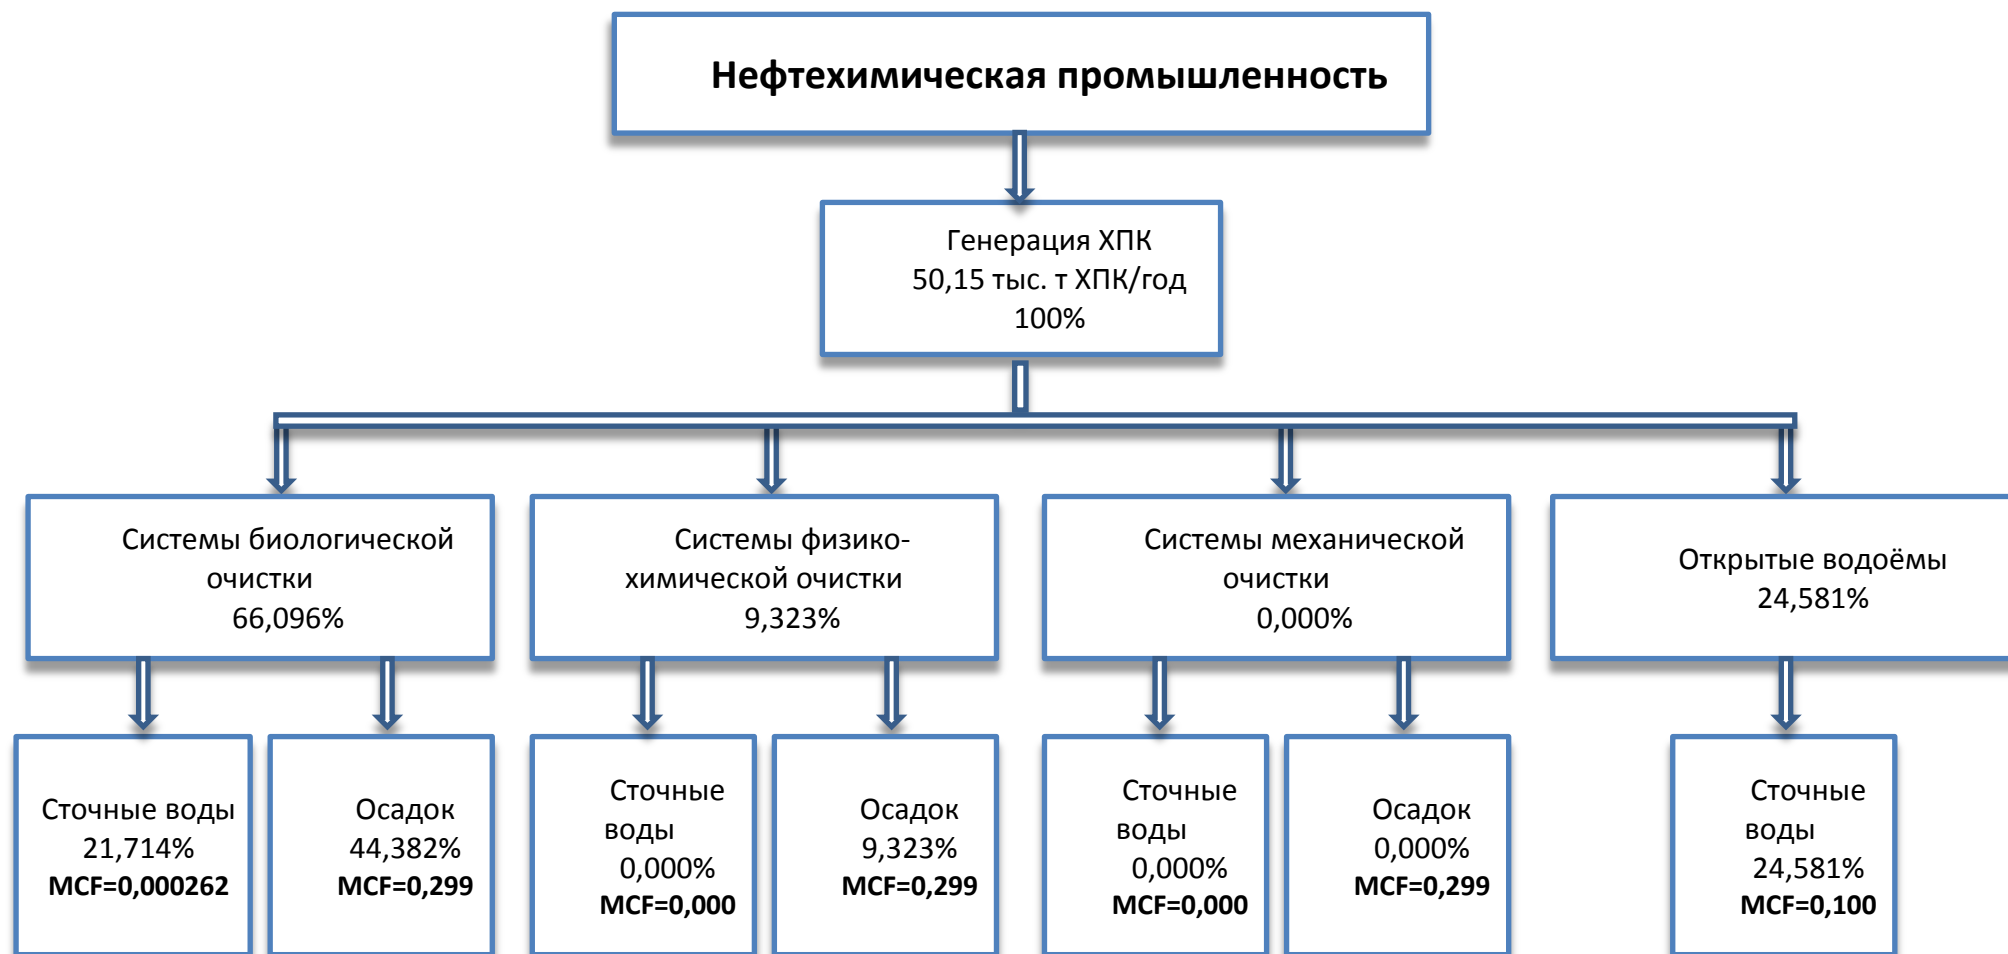 Нефтехимическая промышленность
Генерация ХПК
50,15 тыс. т ХПК/год
100%
Системы биологической
очистки
66,096%
Системы физико-
химической очистки
9,323%
Системы механической
очистки
0,000%
Открытые водоёмы
24,581%
Сточные воды
21,714%
MCF=0,000262
Осадок
44,382%
MCF=0,299
Сточные
воды
0,000%
MCF=0,000
Осадок
9,323%
MCF=0,299
Сточные
воды
0,000%
MCF=0,000
Осадок
0,000%
MCF=0,299
Сточные
воды
24,581%
MCF=0,100